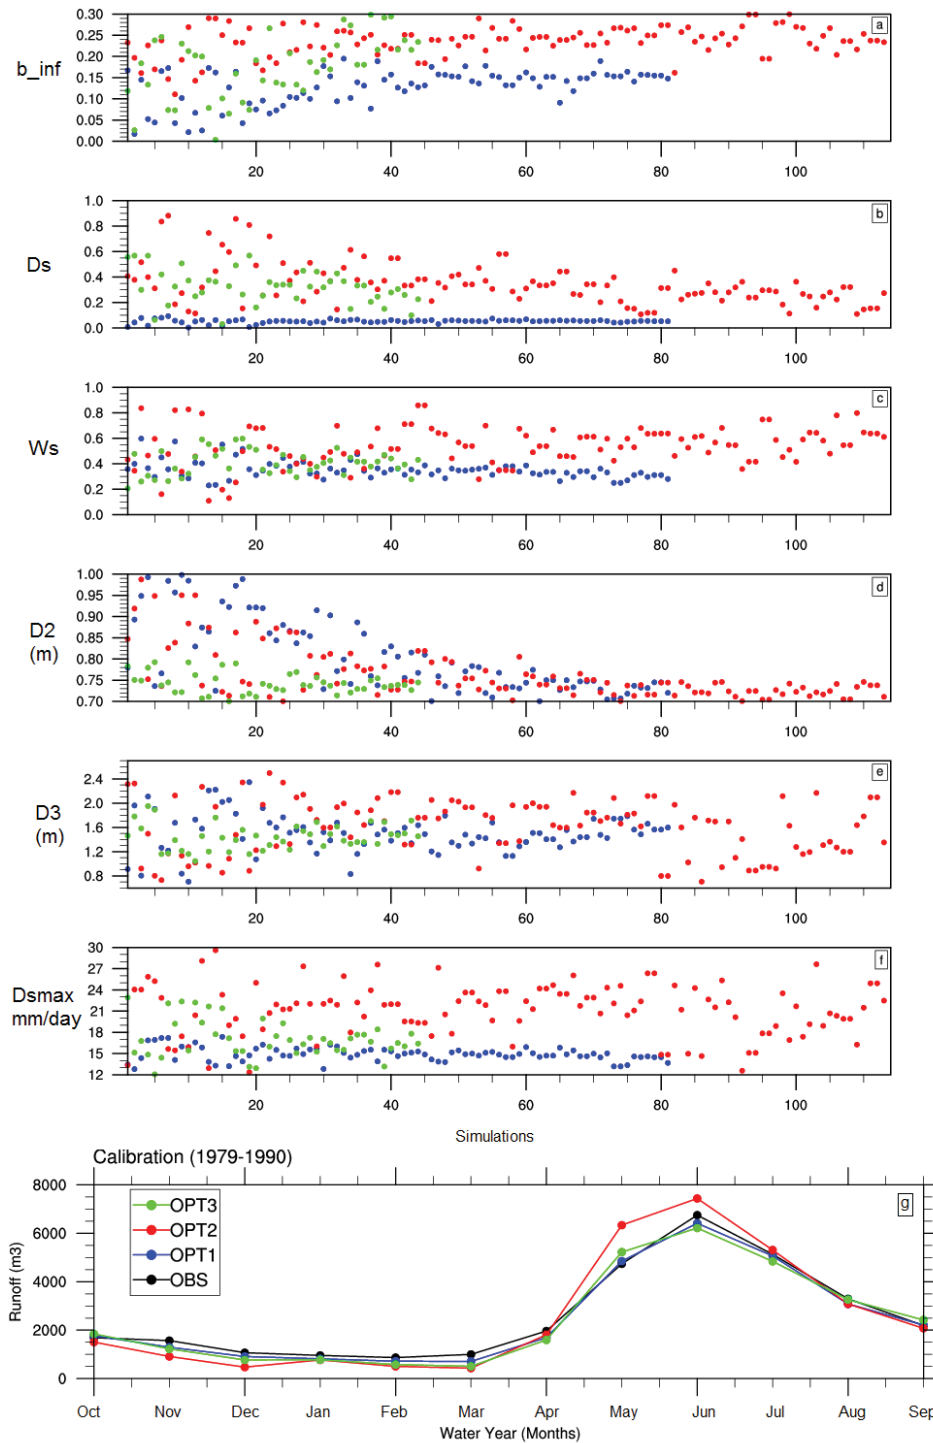 0.30
0.25
0.20
0.15
0.10
0.05
0.00
b_inf
a
20 40 60 80 100
1.0
0.8
0.6
0.4
0.2
0.0
Ds
b
20 40 60 80 100
1.0
0.8
0.6
0.4
0.2
0.0
Ws
c
20 40 60 80 100
1.00
0.95
0.90
0.85
0.80
0.75
0.70
D2
(m)
d
20 40 60 80 100
2.4
2.0
1.6
1.2
0.8
D3
(m)
e
20 40 60 80 100
30
27
24
21
18
15
12
Dsmax
mm/day
f
20 40 60 80 100
Simulations
Calibration (1979-1990)
8000
6000
4000
2000
0
Runoff (m3)
OPT3
OPT2
OPT1
OBS
g
Oct Nov Dec Jan Feb Mar Apr May Jun Jul Aug Sep
Water Year (Months)